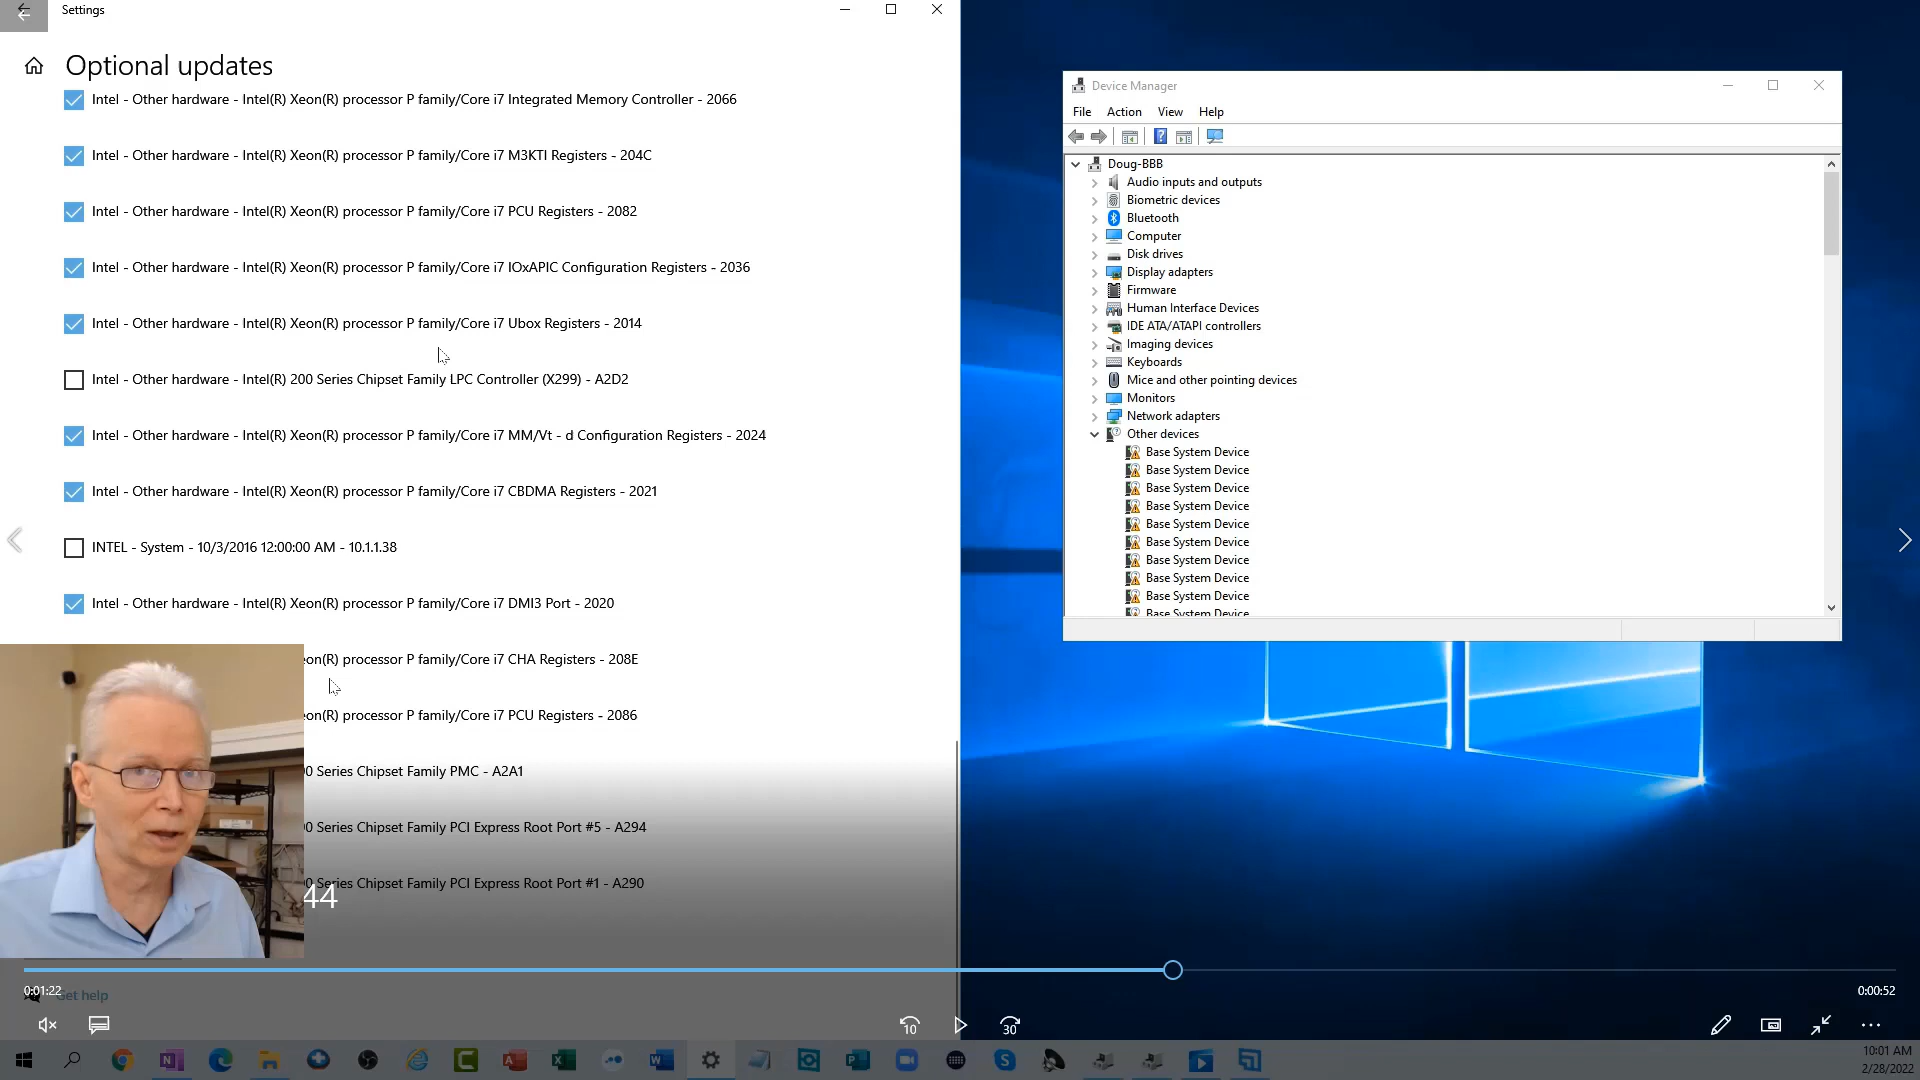 Settings
Optional updates
Intel - Other hardware - Intel(R) Xeon(R) processor P family/Core i7 Integrated Memory Controller - 2066
Intel - Other hardware - Intel(R) Xeon(R) processor P family/Core i7 M3KTI Registers - 204C
Intel - Other hardware - Intel(R) Xeon(R) processor P family/Core i7 PCU Registers - 2082
Intel - Other hardware - Intel(R) Xeon(R) processor P family/Core i7 IOxAPIC Configuration Registers - 2036
Intel - Other hardware - Intel(R) Xeon(R) processor P family/Core i7 Ubox Registers - 2014
Intel - Other hardware - Intel(R) 200 Series Chipset Family LPC Controller (X299) - A2D2
Intel - Other hardware - Intel(R) Xeon(R) processor P family/Core i7 MM/Vt - d Configuration Registers - 2024
Intel - Other hardware - Intel(R) Xeon(R) processor P family/Core i7 CBDMA Registers - 2021
INTEL - System - 10/3/2016 12:00:00 AM - 10.1.1.38
Intel - Other hardware - Intel(R) Xeon(R) processor P family/Core i7 DMI3 Port - 2020
eon(R) processor P family/Core i7 CHA Registers - 208E
eon(R) processor P family/Core i7 PCU Registers - 2086
0 Series Chipset Family PMC - A2A1
0 Series Chipset Family PCI Express Root Port #5 - A294
0 Series Chipset Family PCI Express Root Port #1 - A290
44
Get help
Device Manager
File Action View Help
Doug-BBB
Audio inputs and outputs
Biometric devices
Bluetooth
Computer
Disk drives
Display adapters
Firmware
Human Interface Devices
IDE ATA/ATAPI controllers
Imaging devices
Keyboards
Mice and other pointing devices
Monitors
Network adapters
Other devices
Base System Device
Base System Device
Base System Device
Base System Device
Base System Device
Base System Device
Base System Device
Base System Device
Base System Device
Base System Device
0:01:22
0:00:52
10
30
10:01 AM
2/28/2022